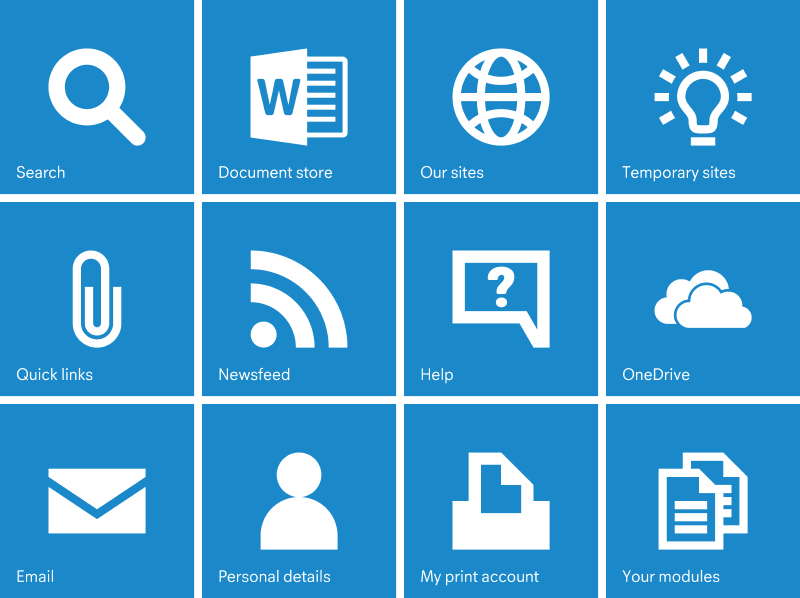 W
Search
Document store
Our sites
Temporary sites
?
Quick links
Newsfeed
Help
OneDrive
Email
Personal details
My print account
Your modules